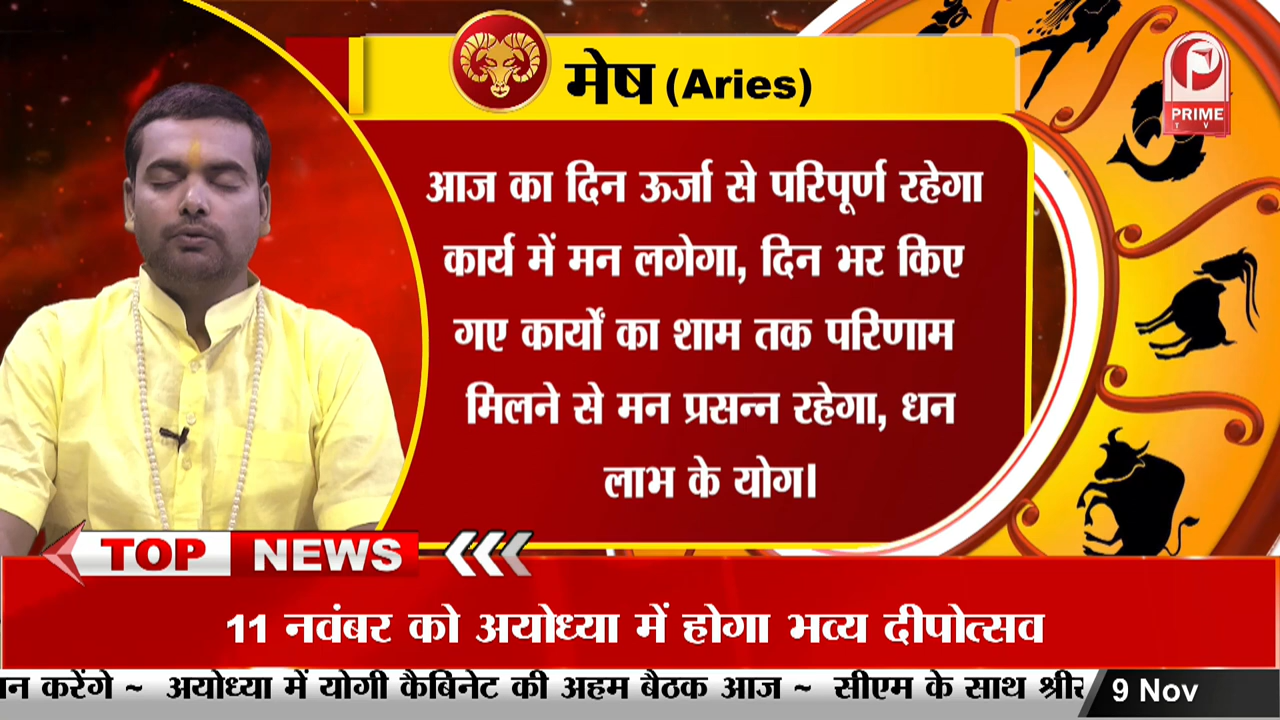 मेष (Aries)
PRIME
TV
आज का दिन ऊर्जा से परिपूर्ण रहेगा
कार्य में मन लगेगा, दिन भर किए
गए कार्यों का शाम तक परिणाम
मिलने से मन प्रसन्न रहेगा, धन
लाभ के योग।
TOP NEWS
11 नवंबर को अयोध्या में होगा भव्य दीपोत्सव
करेंगे ~ अयोध्या में योगी कैबिनेट की अहम बैठक आज ~ सीएम के साथ
9 Nov